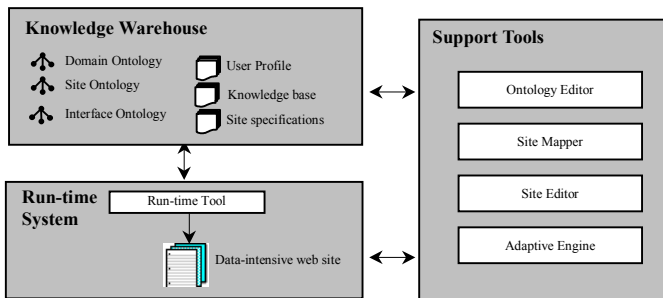 Knowledge Warehouse
Domain Ontology
Site Ontology
Interface Ontology
User Profile
Knowledge base
Site specifications
Support Tools
Ontology Editor
Site Mapper
Site Editor
Adaptive Engine
Run-time
System
Run-time Tool
Data-intensive web site